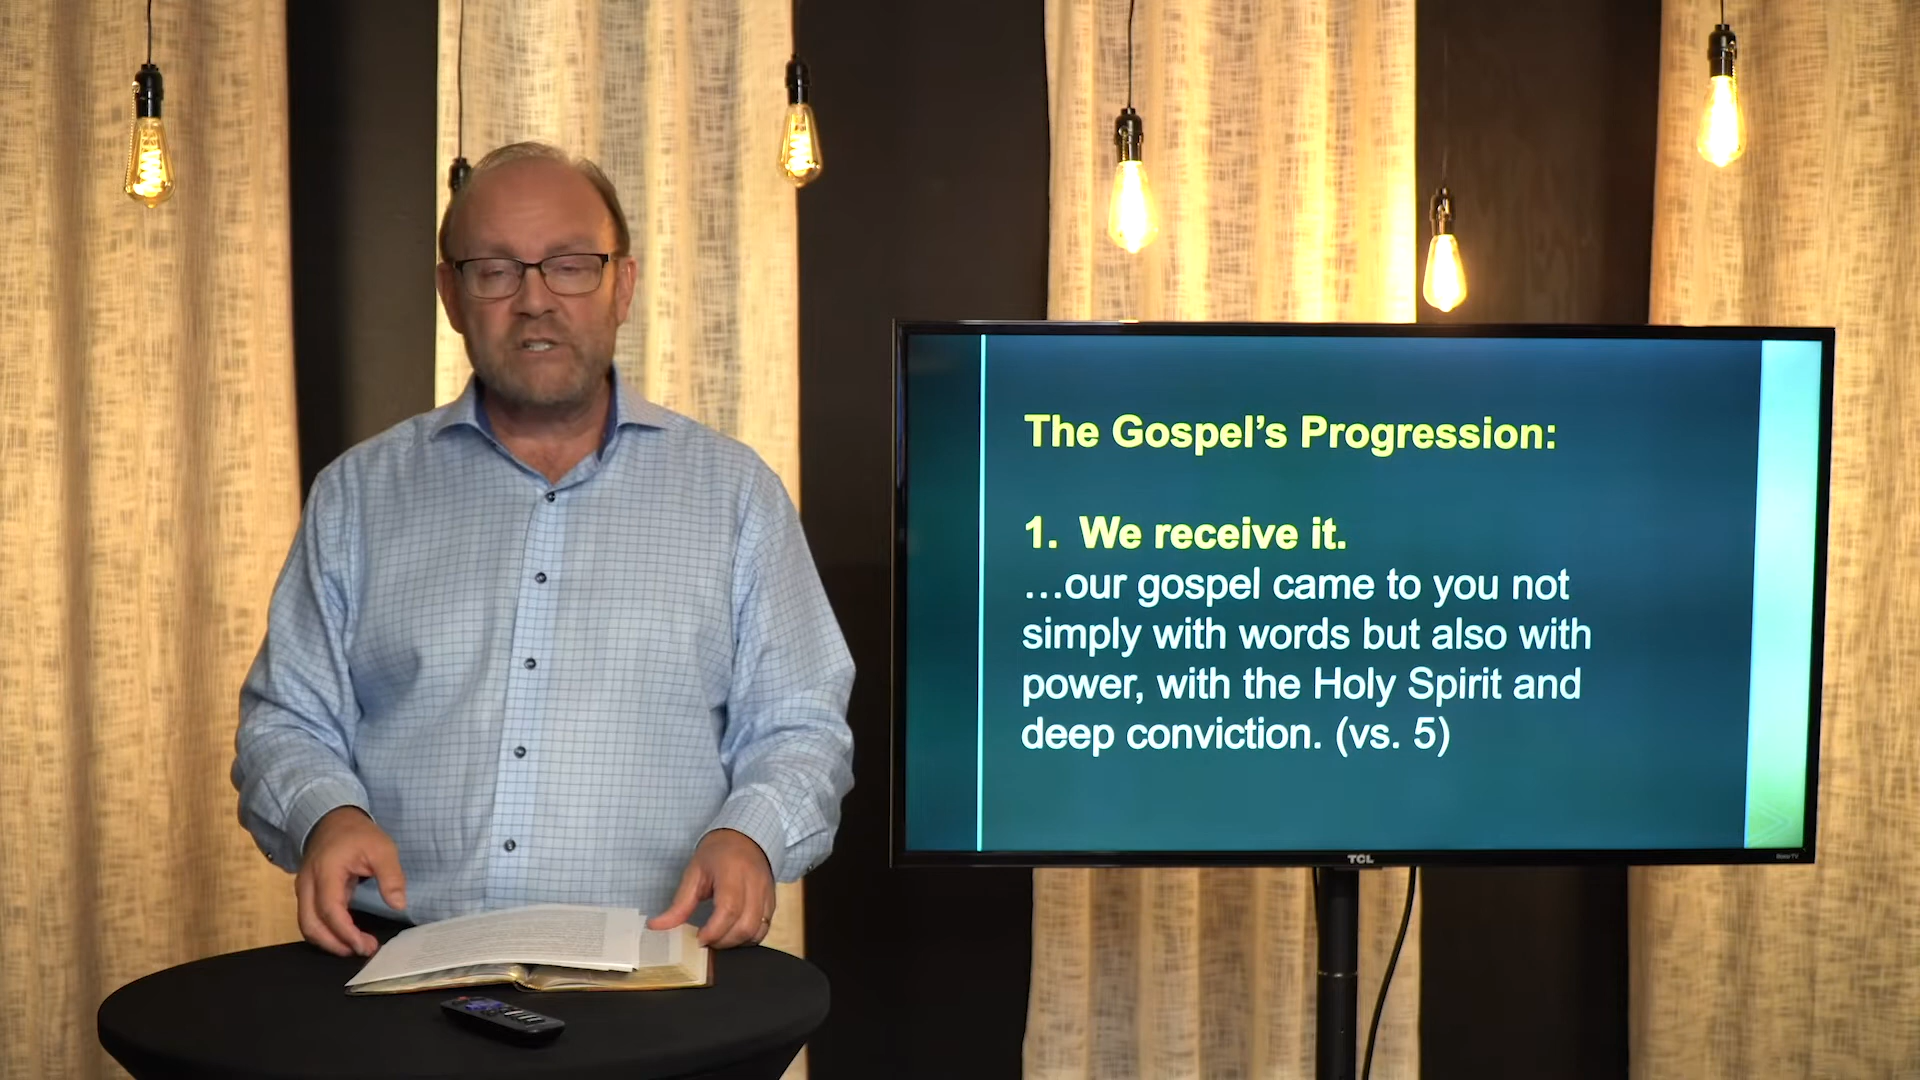 The Gospel’s Progression:
1. We receive it.
…our gospel came to you not
simply with words but also with
power, with the Holy Spirit and
deep conviction. (vs. 5)
TCL